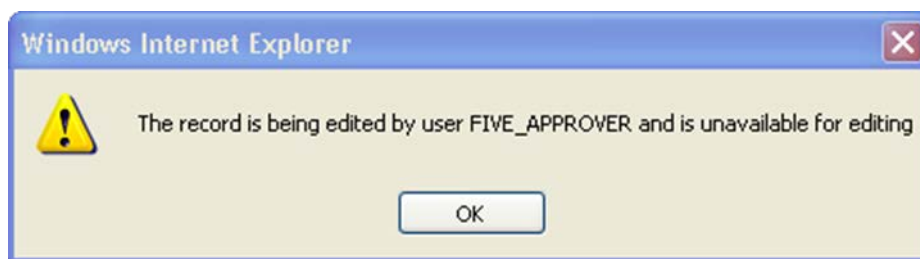 Windows Internet Explorer
The record is being edited by user FIVE_APPROVER and is unavailable for editing
OK